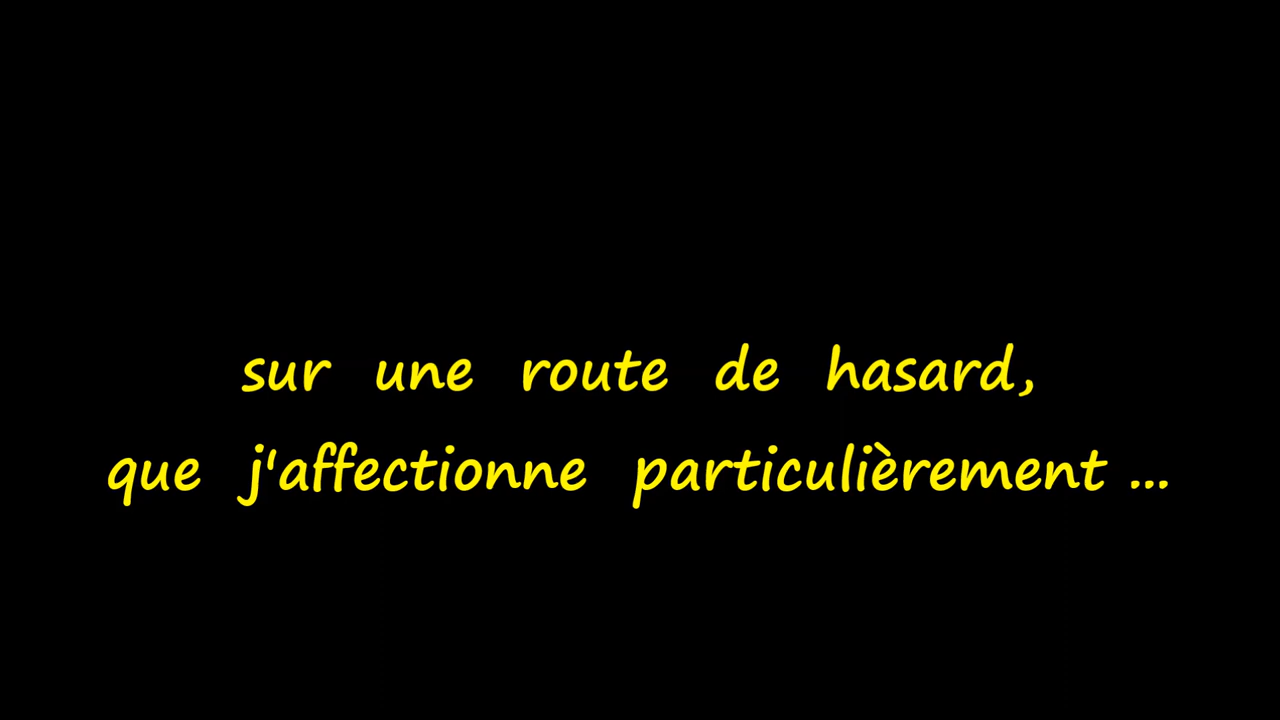 sur une route de hasard,
que j'affectionne particulièrement ...